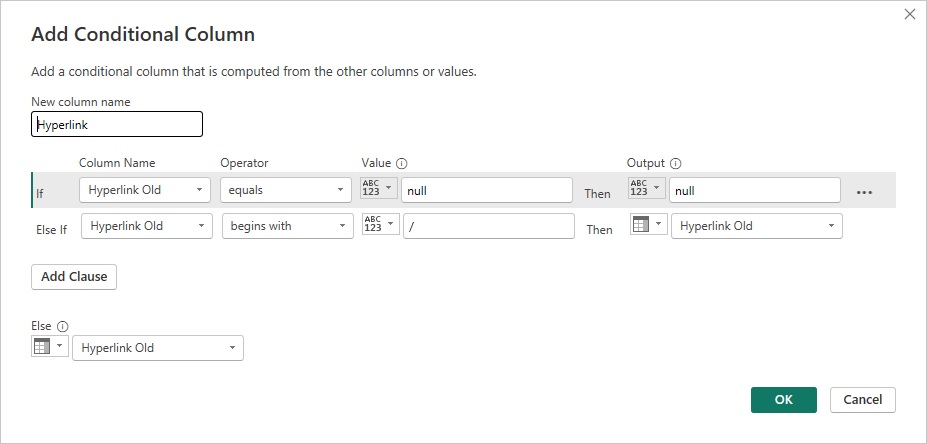 Add Conditional Column
Add a conditional column that is computed from the other columns or values.
New column name
Hyperlink
Column Name Operator Value Output
If Hyperlink Old equals ABC 123 null Then ABC 123 null ...
Else If Hyperlink Old begins with ABC 123 / Then Hyperlink Old
Add Clause
Else
Hyperlink Old
OK Cancel